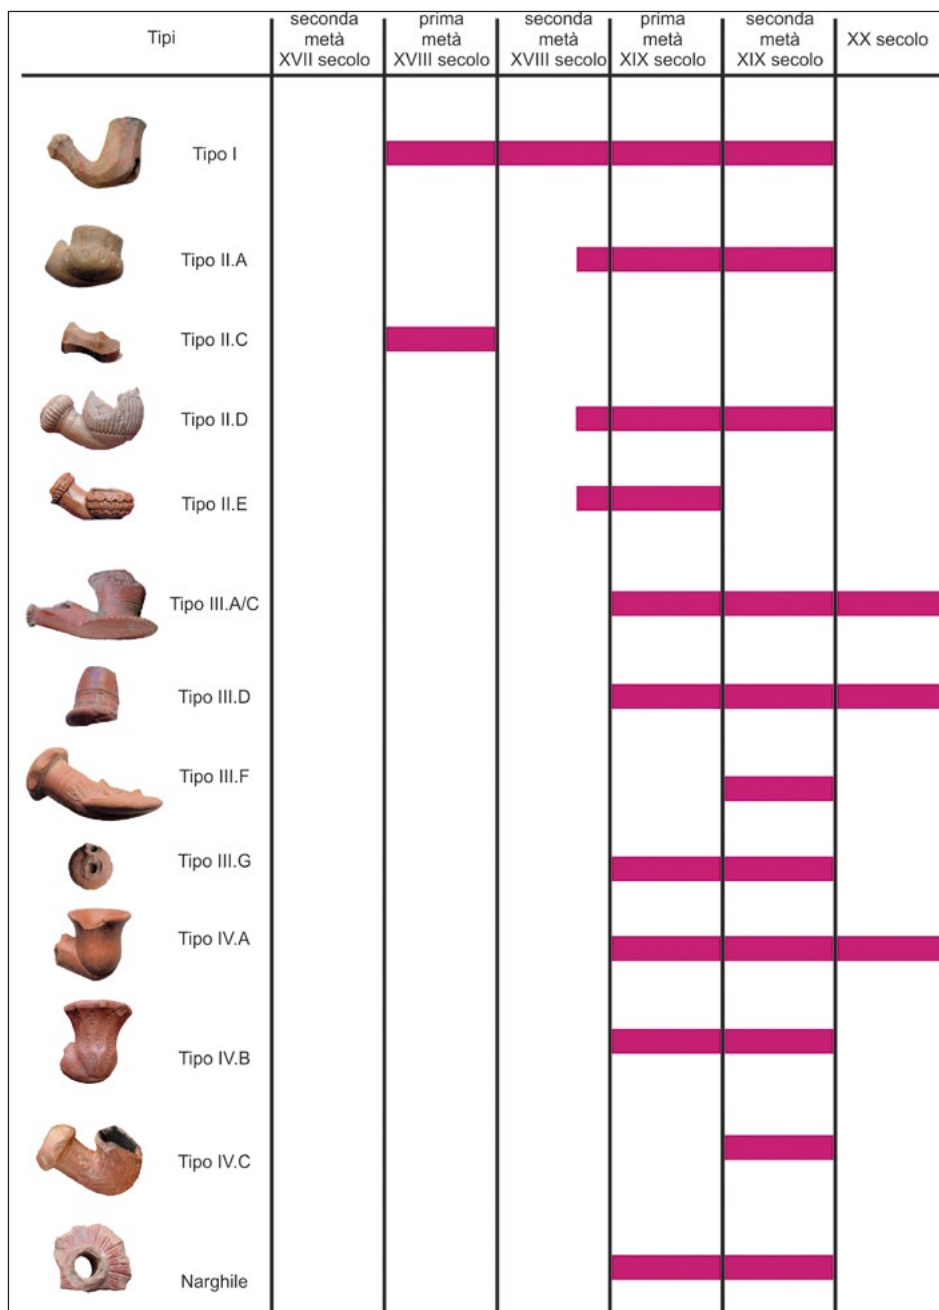 Tipi
seconda
metà
XVII secolo
prima
metà
XVIII secolo
seconda
metà
XVIII secolo
prima
metà
XIX secolo
seconda
metà
XIX secolo
XX secolo
Tipo I
Tipo II.A
Tipo II.C
Tipo II.D
Tipo II.E
Tipo III.A/C
Tipo III.D
Tipo III.F
Tipo III.G
Tipo IV.A
Tipo IV.B
Tipo IV.C
Narghile